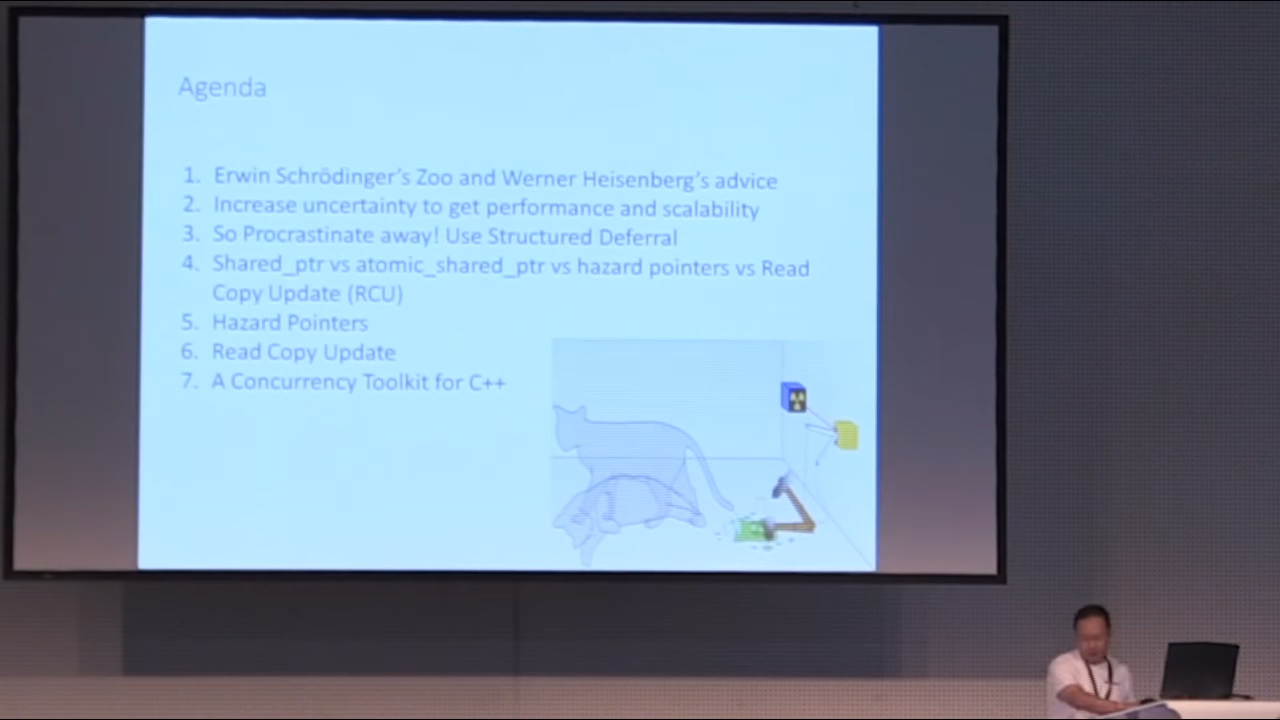 Agenda
1. Erwin Schrödinger's Zoo and Werner Heisenberg's advice
2. Increase uncertainty to get performance and scalability
3. So Procrastinate away! Use Structured Deferral
4. Shared_ptr vs atomic_shared_ptr vs hazard pointers vs Read
Copy Update (RCU)
5. Hazard Pointers
6. Read Copy Update
7. A Concurrency Toolkit for C++